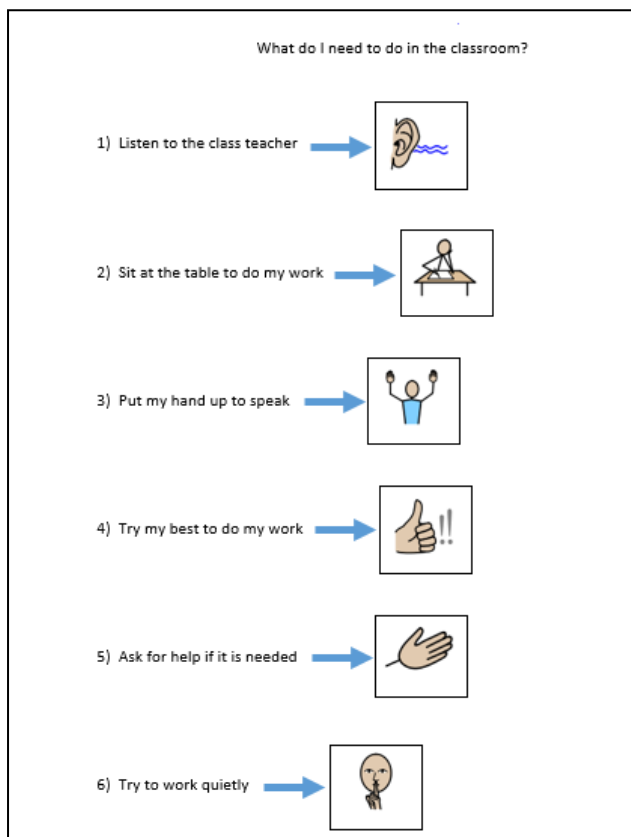 What do I need to do in the classroom?
1) Listen to the class teacher
2) Sit at the table to do my work
3) Put my hand up to speak
4) Try my best to do my work
5) Ask for help if it is needed
6) Try to work quietly